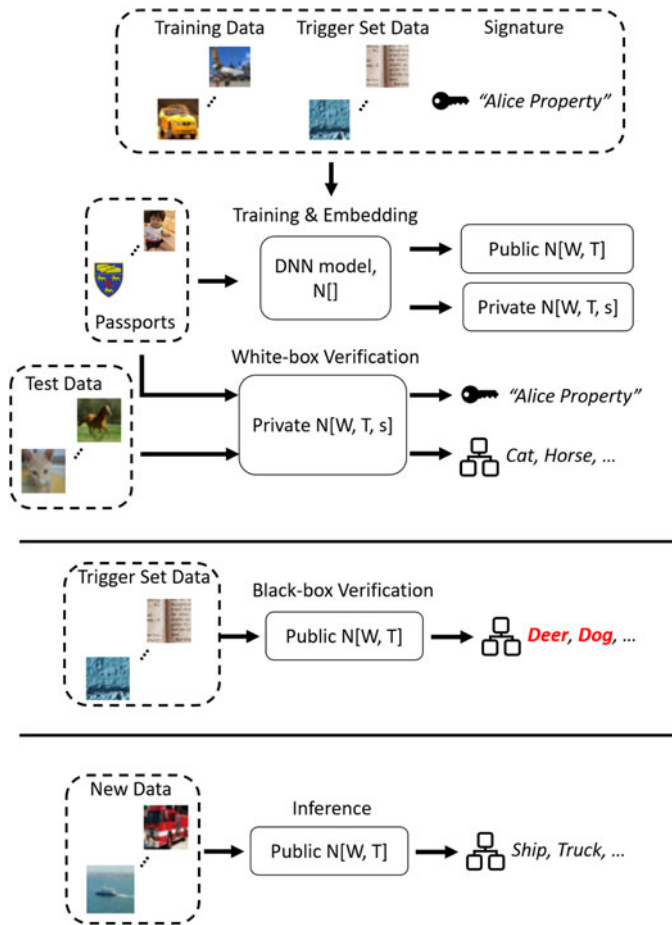 Training Data
Trigger Set Data
Signature
“Alice Property”
Training & Embedding
DNN model,
N[]
Public N[W, T]
Private N[W, T, s]
Passports
White-box Verification
Test Data
Private N[W, T, s]
“Alice Property”
Cat, Horse, ...
Trigger Set Data
Black-box Verification
Public N[W, T]
Deer, Dog, ...
New Data
Inference
Public N[W, T]
Ship, Truck, ...